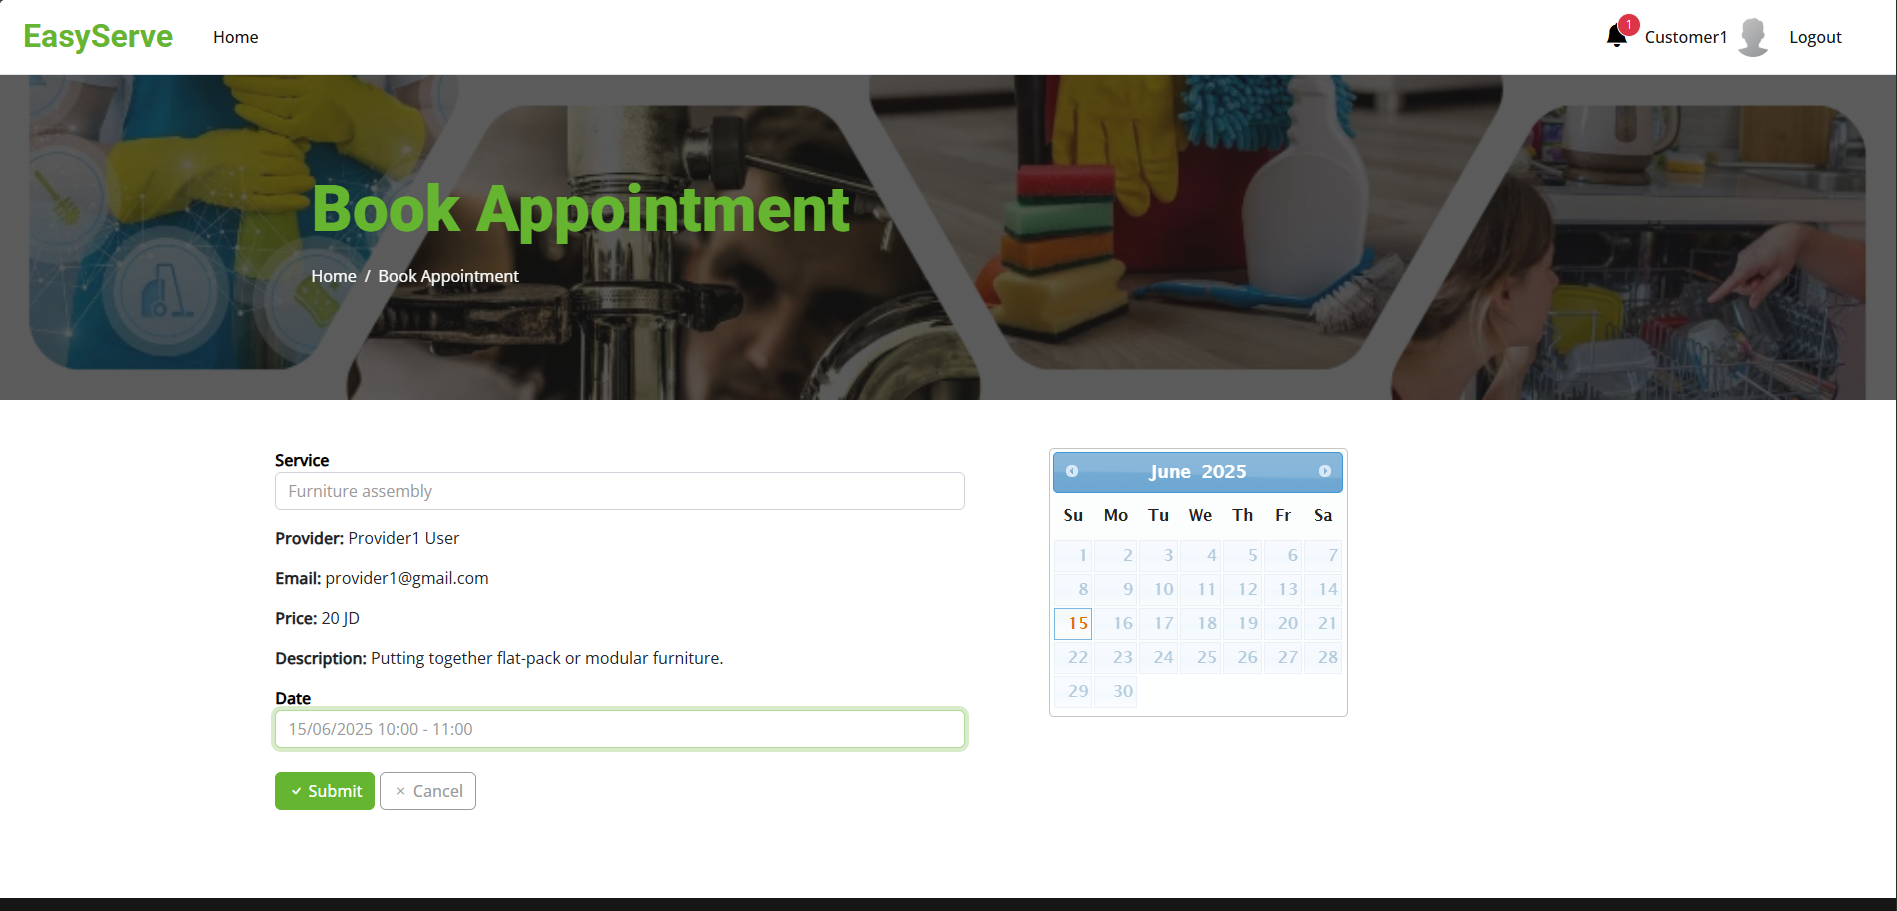 EasyServe Home 1 Customer1 Logout
Book Appointment
Home / Book Appointment
Service
Furniture assembly
Provider: Provider1 User
Email: provider1@gmail.com
Price: 20 JD
Description: Putting together flat-pack or modular furniture.
Date
15/06/2025 10:00 - 11:00
Submit Cancel
June 2025
Su Mo Tu We Th Fr Sa
1 2 3 4 5 6 7
8 9 10 11 12 13 14
15 16 17 18 19 20 21
22 23 24 25 26 27 28
29 30